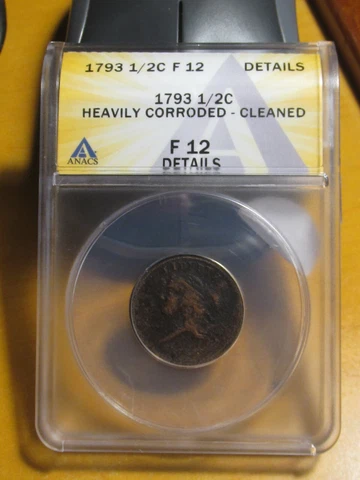 1793 1/2C F 12 DETAILS
1793 1/2C
HEAVILY CORRODED - CLEANED
ANACS
F 12
DETAILS